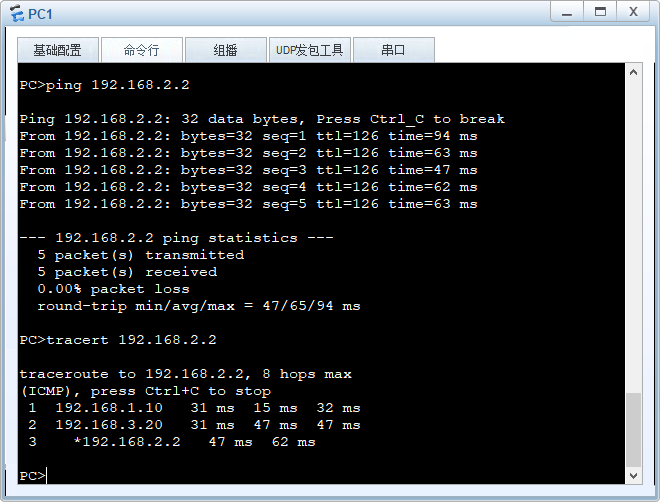 PC1
基础配置 命令行 组播 UDP发包工具 串口
PC>ping 192.168.2.2
Ping 192.168.2.2: 32 data bytes, Press Ctrl_C to break
From 192.168.2.2: bytes=32 seq=1 ttl=126 time=94 ms
From 192.168.2.2: bytes=32 seq=2 ttl=126 time=63 ms
From 192.168.2.2: bytes=32 seq=3 ttl=126 time=47 ms
From 192.168.2.2: bytes=32 seq=4 ttl=126 time=62 ms
From 192.168.2.2: bytes=32 seq=5 ttl=126 time=63 ms
--- 192.168.2.2 ping statistics ---
5 packet(s) transmitted
5 packet(s) received
0.00% packet loss
round-trip min/avg/max = 47/65/94 ms
PC>tracert 192.168.2.2
traceroute to 192.168.2.2, 8 hops max
(ICMP), press Ctrl+C to stop
1 192.168.1.10 31 ms 15 ms 32 ms
2 192.168.3.20 31 ms 47 ms 47 ms
3 *192.168.2.2 47 ms 62 ms
PC>